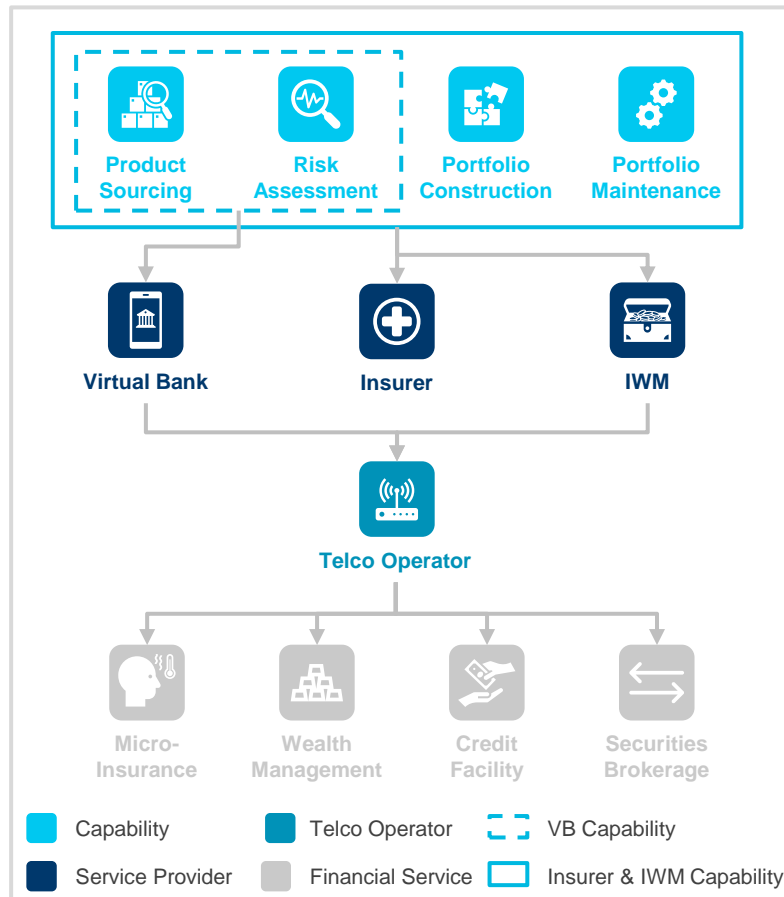 Product
Sourcing
Risk
Assessment
Portfolio
Construction
Portfolio
Maintenance
Virtual Bank
Insurer
IWM
Telco Operator
Micro-
Insurance
Wealth
Management
Credit
Facility
Securities
Brokerage
Capability
Telco Operator
VB Capability
Service Provider
Financial Service
Insurer & IWM Capability